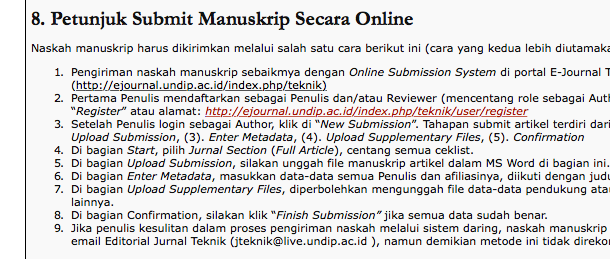 8. Petunjuk Submit Manuskrip Secara Online
Naskah manuskrip harus dikirimkan melalui salah satu cara berikut ini (cara yang kedua lebih diutamaka
1. Pengiriman naskah manuskrip sebaikmya dengan Online Submission System di portal E-Journal T
(http://ejournal.undip.ac.id/index.php/teknik)
2. Pertama Penulis mendaftarkan sebagai Penulis dan/atau Reviewer (mencentang role sebagai Auth
"Register" atau alamat: http://ejournal.undip.ac.id/index.php/teknik/user/register
3. Setelah Penulis login sebagai Author, klik di "New Submission". Tahapan submit artikel terdiri dari
Upload Submission, (3). Enter Metadata, (4). Upload Supplementary Files, (5). Confirmation
4. Di bagian Start, pilih Jurnal Section (Full Article), centang semua ceklist.
5. Di bagian Upload Submission, silakan unggah file manuskrip artikel dalam MS Word di bagian ini.
6. Di bagian Enter Metadata, masukkan data-data semua Penulis dan afiliasinya, diikuti dengan judu
7. Di bagian Upload Supplementary Files, diperbolehkan mengunggah file data-data pendukung atau
lainnya.
8. Di bagian Confirmation, silakan klik "Finish Submission" jika semua data sudah benar.
9. Jika penulis kesulitan dalam proses pengiriman naskah melalui sistem daring, naskah manuskrip
email Editorial Jurnal Teknik (jteknik@live.undip.ac.id ), namun demikian metode ini tidak direko